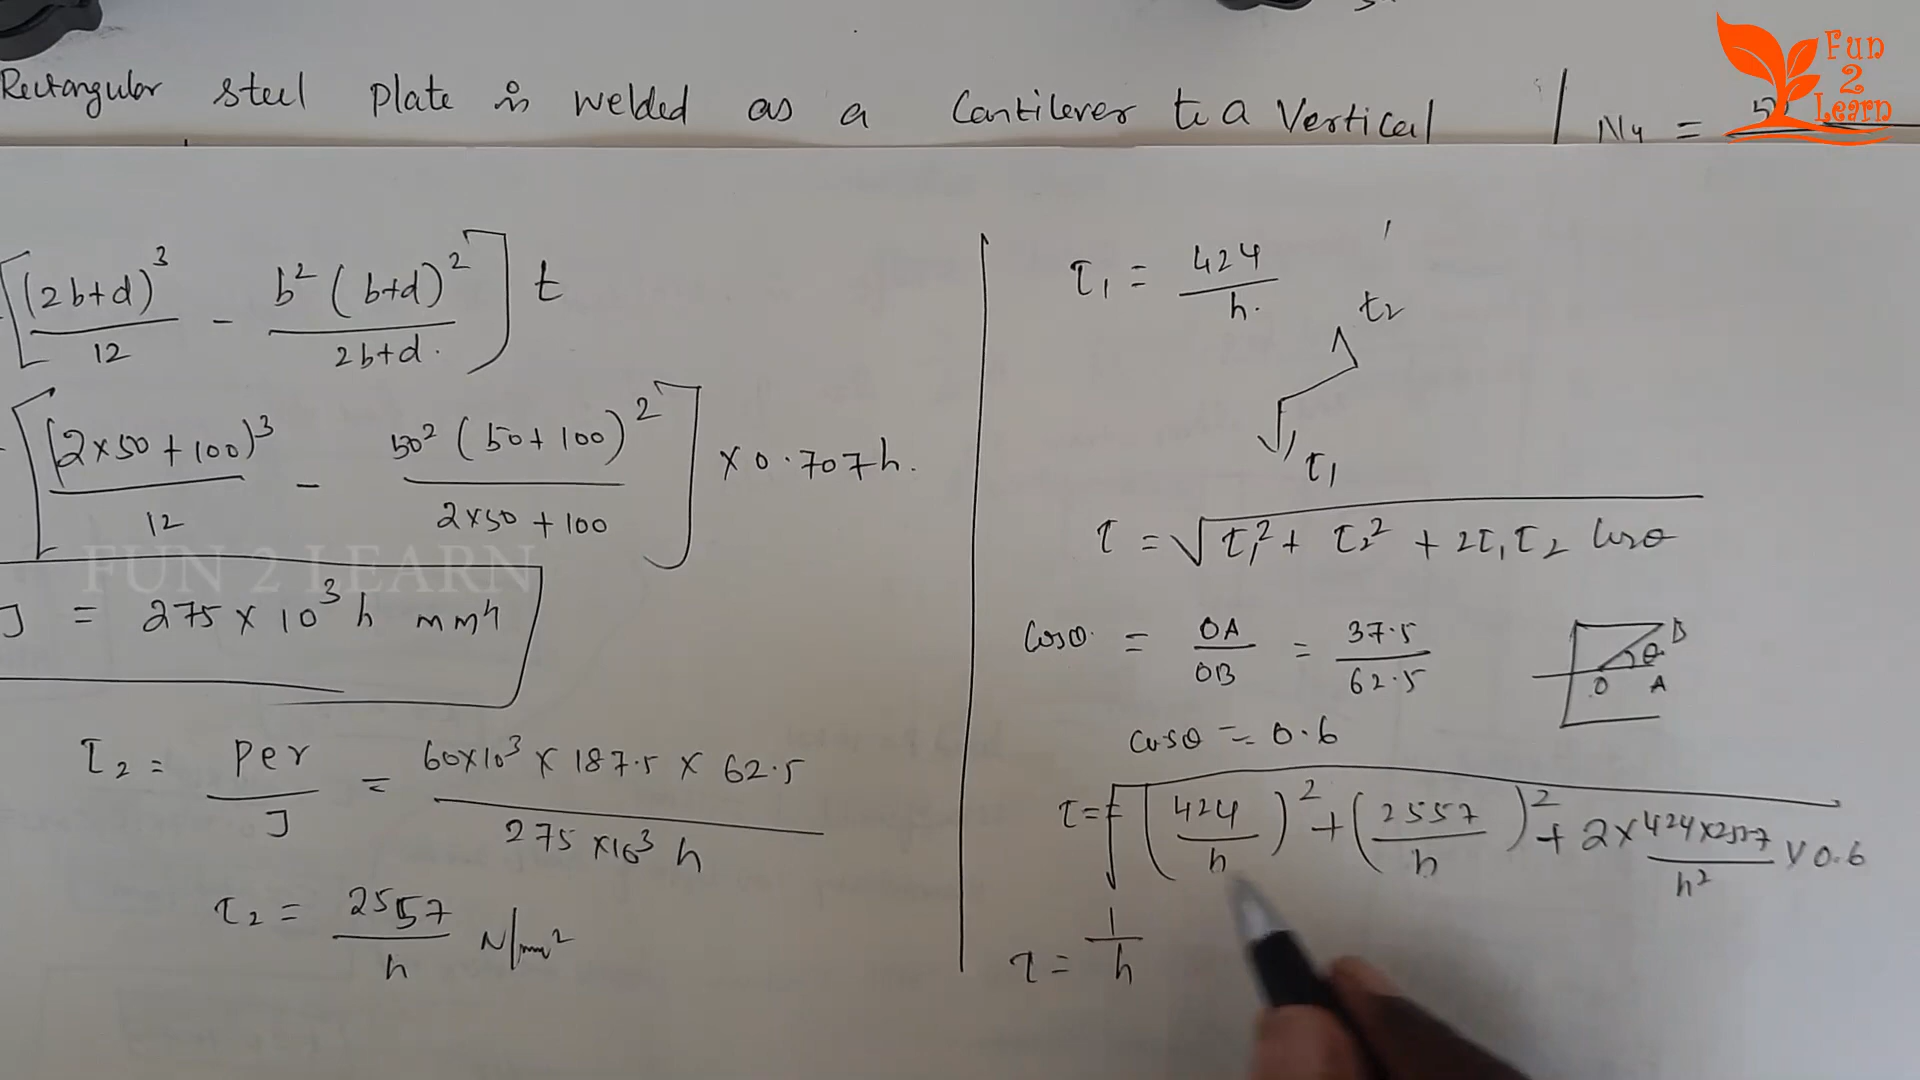 Fun
2
Learn
Rectangular steel plate is welded as a Cantilever to a Vertical
[(2b+d)³/12 - b²(b+d)²/2b+d.] t
[(2×50+100)³/12 - 50²(50+100)²/2×50+100] ×0.707h.
FUN 2 LEARN
J = 275×10³ h mm⁴
τ₂ = Per/J = 60×10³ × 187.5 × 62.5/275×10³ h
τ₂ = 2557/h N/mm²
τ₁ = 424/h.
τ₂
τ₁
τ = √τ₁² + τ₂² + 2τ₁τ₂ Cosθ
Cosθ. = OA/OB = 37.5/62.5
B
θ
O A
cosθ = 0.6
τ = √(424/h)² + (2557/h)² + 2×424×2557/h² ×0.6
τ = 1/h